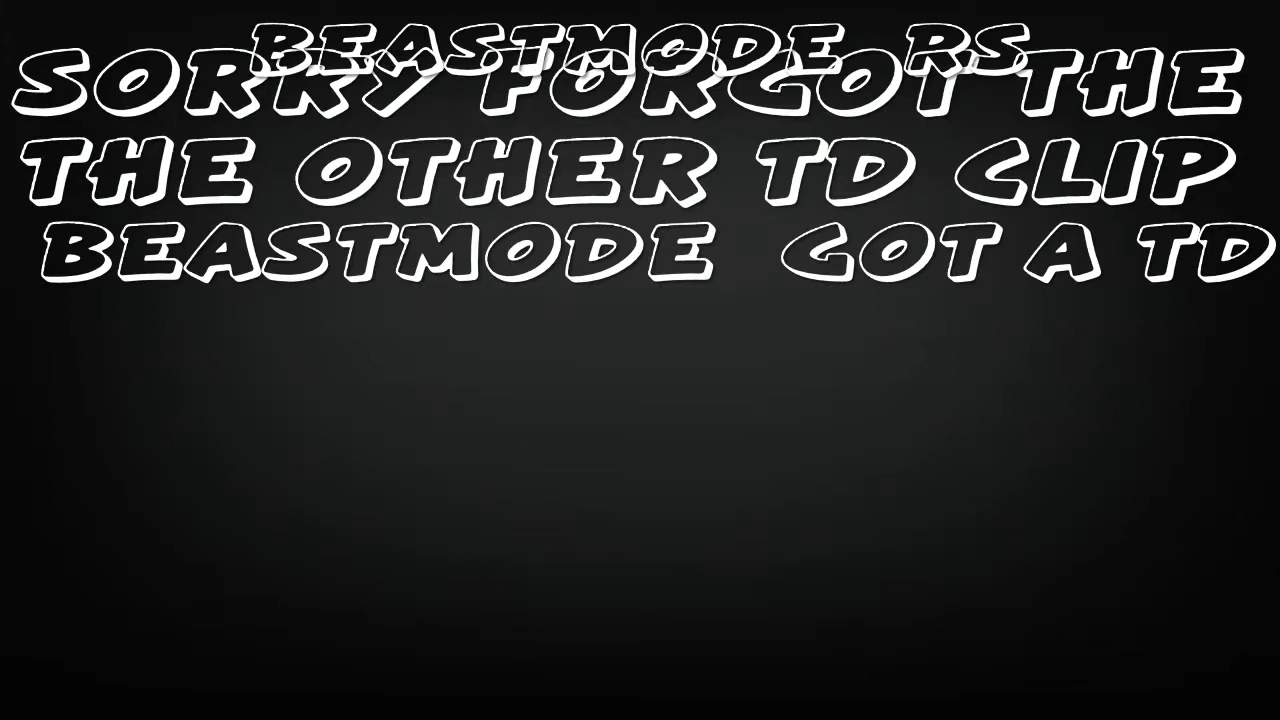 BEASTMODE RS
SORRY FORGOT THE
THE OTHER TD CLIP
BEASTMODE GOT A TD